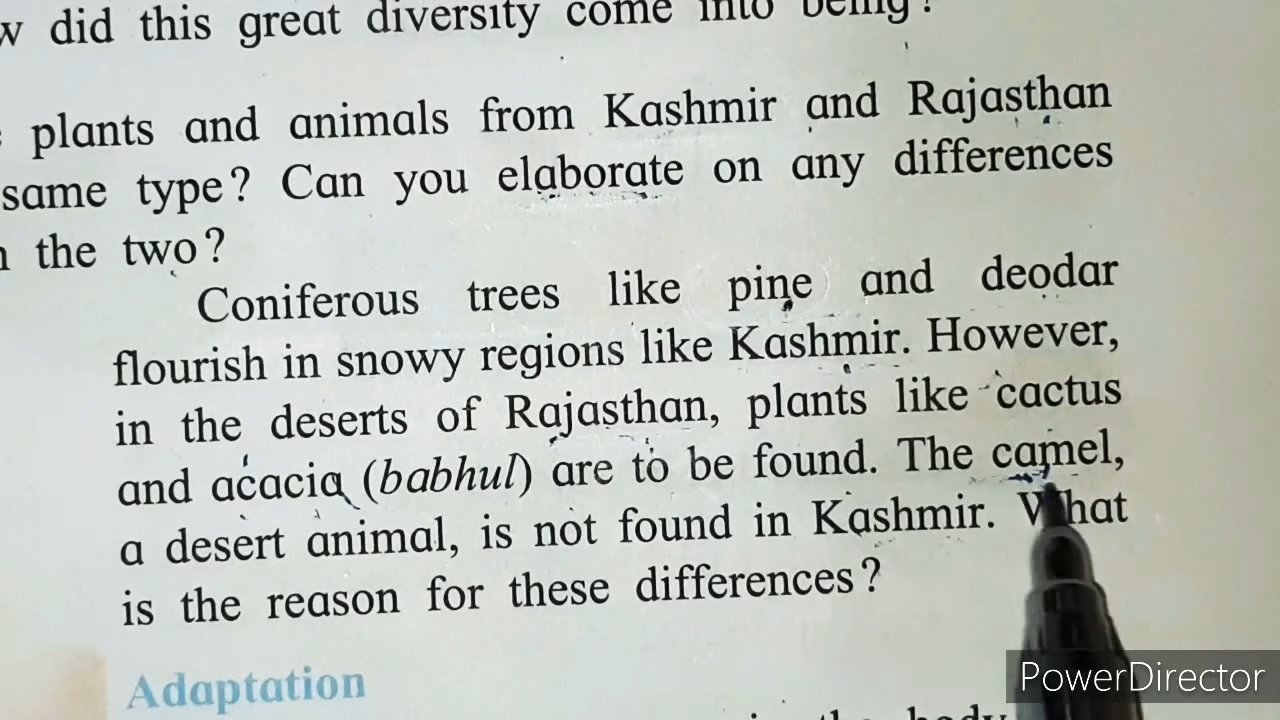 did this great diversity come into being?
plants and animals from Kashmir and Rajasthan
same type? Can you elaborate on any differences
the two?
Coniferous trees like pine and deodar
flourish in snowy regions like Kashmir. However,
in the deserts of Rajasthan, plants like cactus
and acacia (babhul) are to be found. The camel,
a desert animal, is not found in Kashmir. What
is the reason for these differences?
Adaptation
the body
PowerDirector